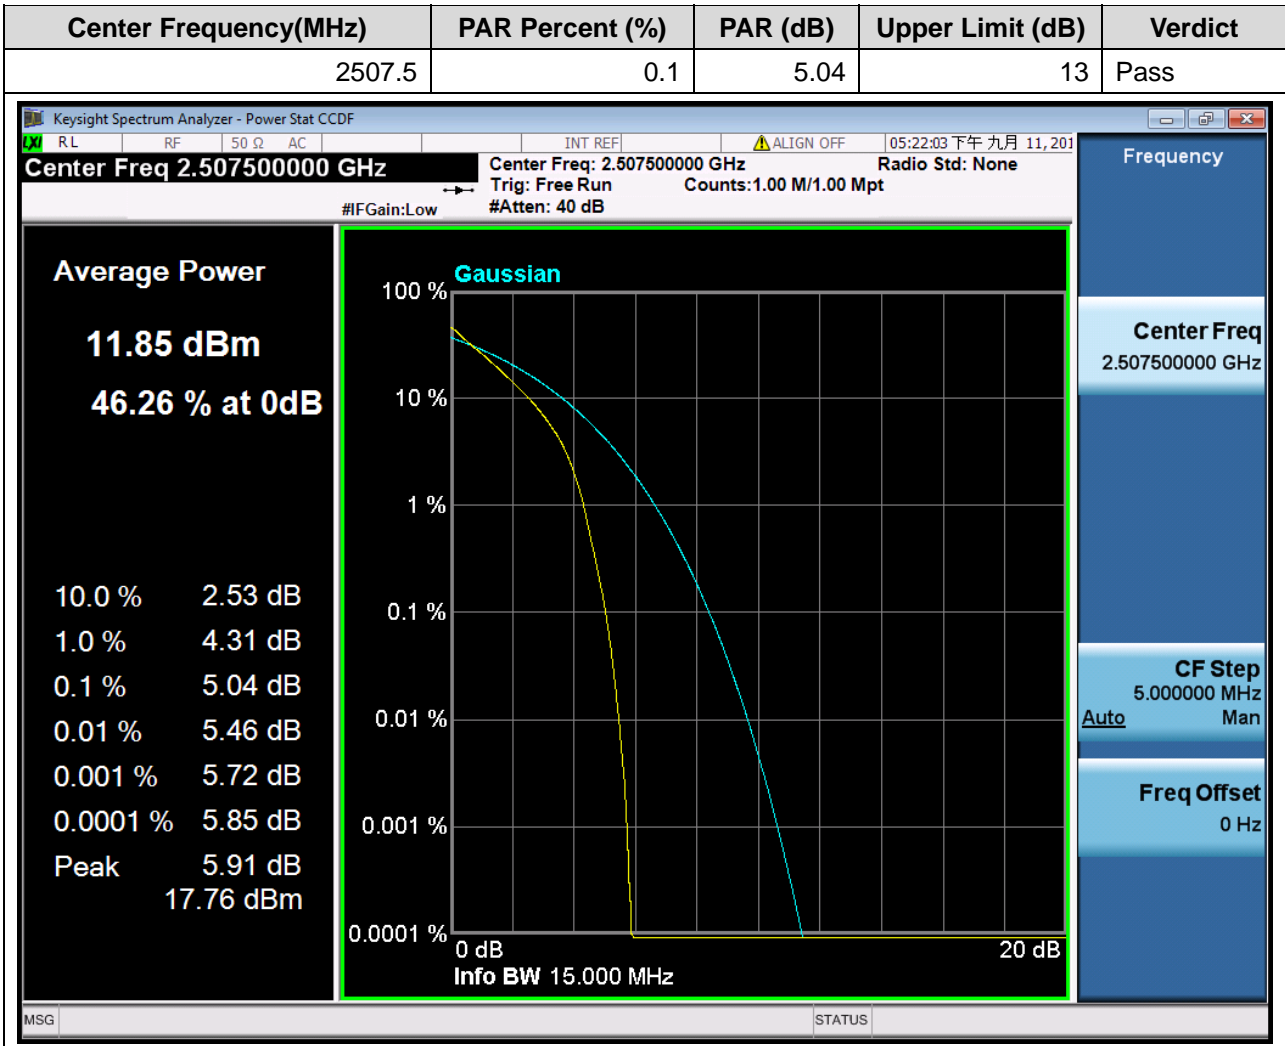 Center Frequency(MHz) PAR Percent (%) PAR (dB) Upper Limit (dB) Verdict
2507.5 0.1 5.04 13 Pass
Keysight Spectrum Analyzer - Power Stat CCDF
LXI RL RF 50 Ω AC INT REF ALIGN OFF 05:22:03 下午 九月 11, 201
Center Freq 2.507500000 GHz
Center Freq: 2.507500000 GHz Radio Std: None
Trig: Free Run Counts:1.00 M/1.00 Mpt
#IFGain:Low #Atten: 40 dB
Frequency
Average Power
11.85 dBm
46.26 % at 0dB
10.0 % 2.53 dB
1.0 % 4.31 dB
0.1 % 5.04 dB
0.01 % 5.46 dB
0.001 % 5.72 dB
0.0001 % 5.85 dB
Peak 5.91 dB
17.76 dBm
Gaussian
100 %
10 %
1 %
0.1 %
0.01 %
0.001 %
0.0001 %
0 dB 20 dB
Info BW 15.000 MHz
Center Freq
2.507500000 GHz
CF Step
5.000000 MHz
Auto Man
Freq Offset
0 Hz
MSG STATUS